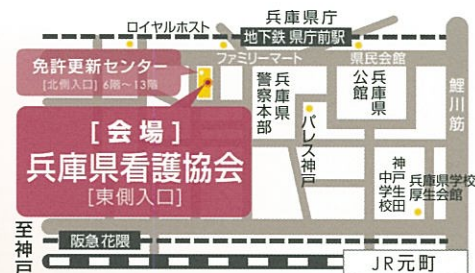 兵庫県庁
ロイヤルホスト
地下鉄 県庁前駅
免許更新センター
[北側入口] 6階～13階
ファミリーマート
県民会館
兵庫県
警察本部
兵庫県
公館
鯉川筋
[会場]
兵庫県看護協会
[東側入口]
パレス神戸
神戸生田
中学校
兵庫県学校
厚生会館
至神戸
阪急 花隈
JR元町